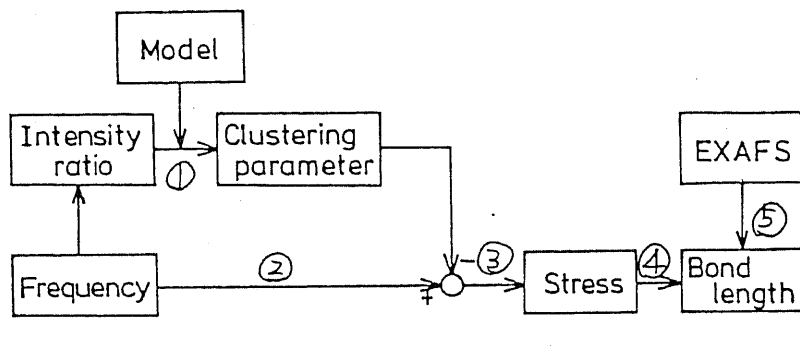 Model
Intensity
ratio
①
Clustering
parameter
EXAFS
⑤
Frequency
②
−
③
+
Stress
④
Bond
length